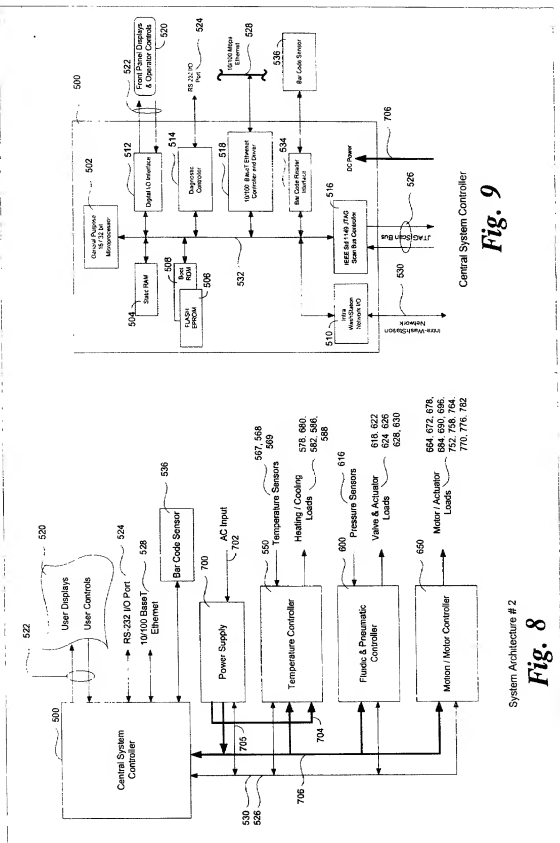 500
522
520
User Displays
User Controls
Central System
Controller
524
RS-232 I/O Port
528
10/100 BaseT
Ethernet
536
Bar Code Sensor
700
AC Input
702
Power Supply
705
704
530
526
706
550
Temperature Controller
567, 568
569
Temperature Sensors
Heating / Cooling
Loads
578, 680.
582, 586,
588
600
Fluidic & Pneumatic
Controller
616
Pressure Sensors
Valve & Actuator
Loads
618, 622
624 626
628, 630
650
Motion / Motor Controller
Motor / Actuator
Loads
664, 672, 678,
684, 690, 696.
752, 758, 764.
770, 776, 782
System Architecture # 2
Fig. 8
500
502
General Purpose
16 / 32 bit
Microprocessor
504
Static RAM
508
Boot
ROM
FLASH
EPROM
506
510
Intra
WashStation
Network I/O
Intra-WashStation
Network
530
532
512
Digital I/O Interface
522
Front Panel Displays
& Operator Controls
520
514
Diagnostic
Controller
RS-232 I/O
Port
524
518
10/100 Base-T Ethernet
Controller and Driver
10/100 Mbps
Ethernet
528
534
Bar Code Reader
Interface
536
Bar Code Sensor
516
IEEE Std 1149 JTAG
Scan Bus Controller
JTAG Scan Bus
526
DC Power
706
Central System Controller
Fig. 9